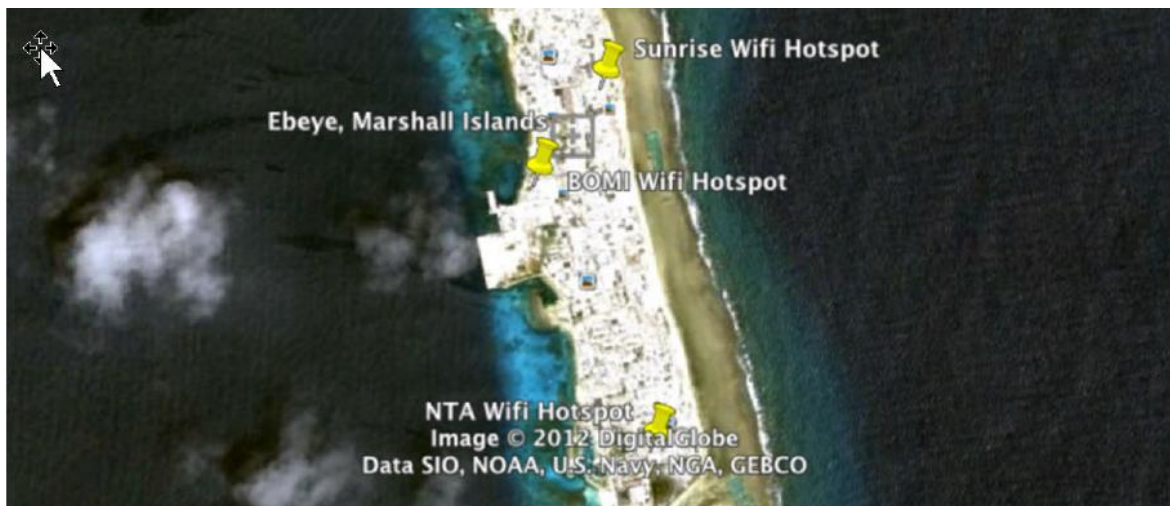 Sunrise Wifi Hotspot
Ebeye, Marshall Islands
BOMI Wifi Hotspot
NTA Wifi Hotspot
Image © 2012 DigitalGlobe
Data SIO, NOAA, U.S. Navy, NGA, GEBCO